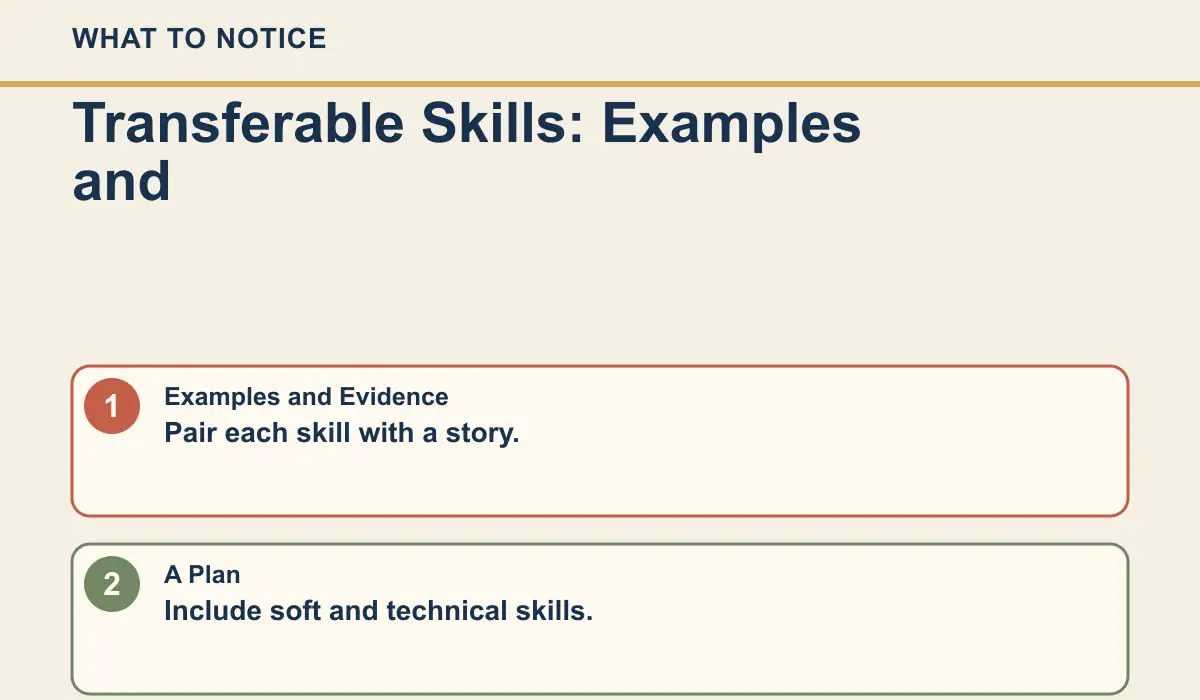 WHAT TO NOTICE
Transferable Skills: Examples
and
1
Examples and Evidence
Pair each skill with a story.
2
A Plan
Include soft and technical skills.